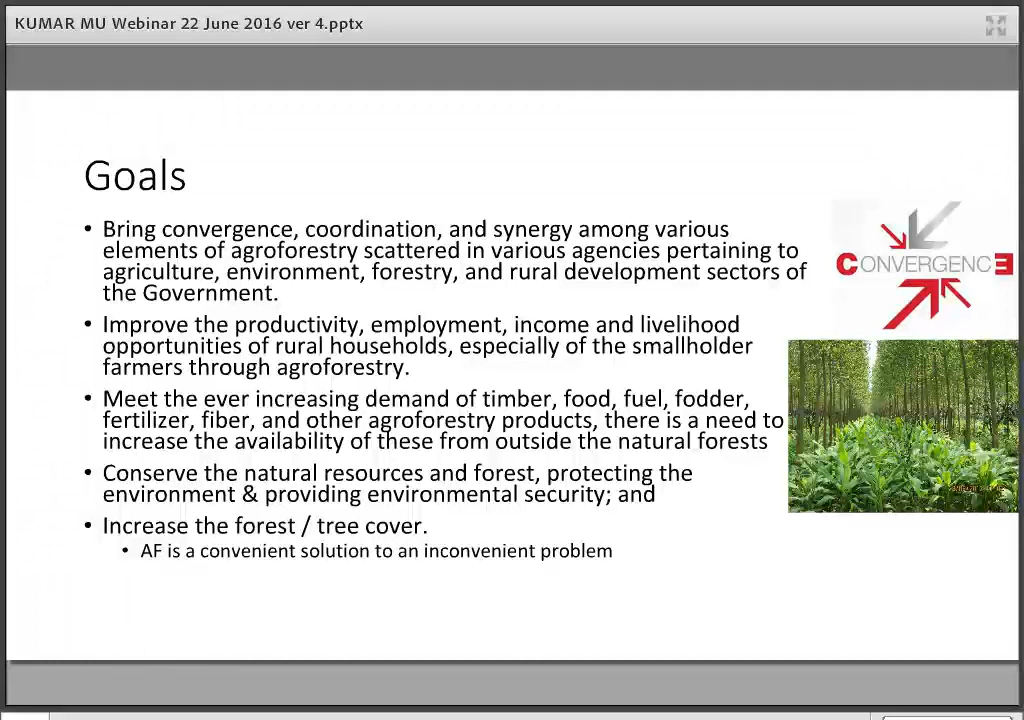 KUMAR MU Webinar 22 June 2016 ver 4.pptx
Goals
• Bring convergence, coordination, and synergy among various
elements of agroforestry scattered in various agencies pertaining to
agriculture, environment, forestry, and rural development sectors of
the Government.
• Improve the productivity, employment, income and livelihood
opportunities of rural households, especially of the smallholder
farmers through agroforestry.
• Meet the ever increasing demand of timber, food, fuel, fodder,
fertilizer, fiber, and other agroforestry products, there is a need to
increase the availability of these from outside the natural forests
• Conserve the natural resources and forest, protecting the
environment & providing environmental security; and
• Increase the forest / tree cover.
• AF is a convenient solution to an inconvenient problem
CONVERGENCE